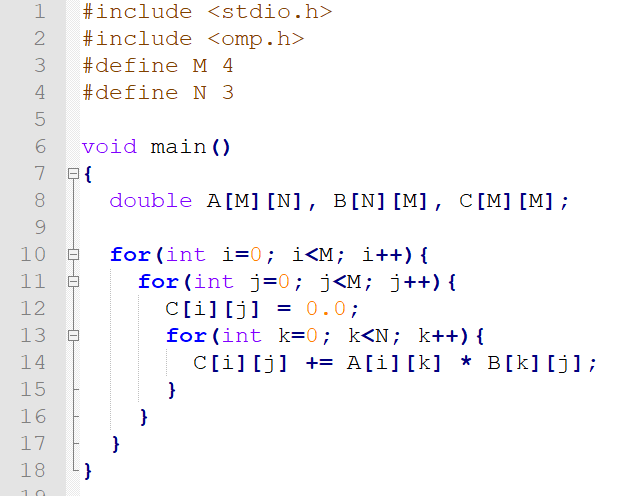 1 #include <stdio.h>
2 #include <omp.h>
3 #define M 4
4 #define N 3
5
6 void main()
7 {
8 double A[M][N], B[N][M], C[M][M];
9
10 for(int i=0; i<M; i++){
11 for(int j=0; j<M; j++){
12 C[i][j] = 0.0;
13 for(int k=0; k<N; k++){
14 C[i][j] += A[i][k] * B[k][j];
15 }
16 }
17 }
18 }
19